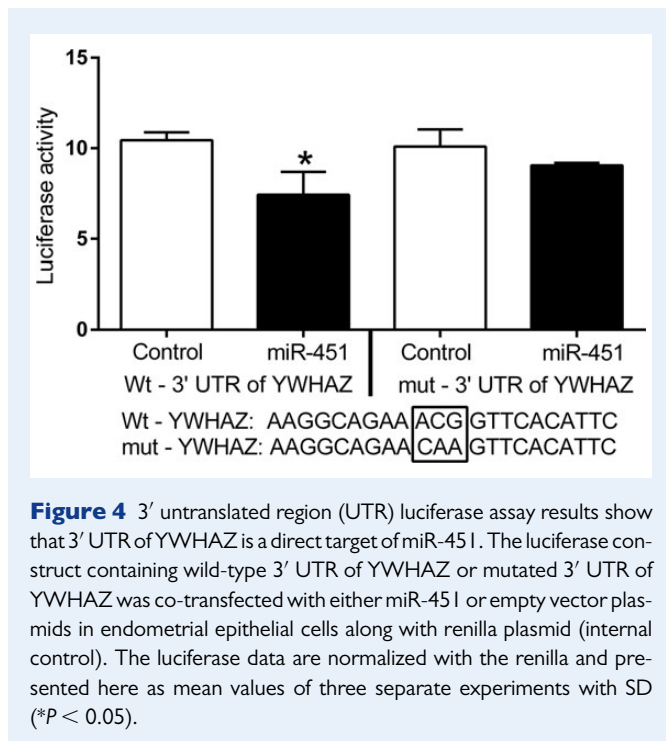 15
10
5
0
Luciferase activity
*
Control miR-451 Control miR-451
Wt - 3' UTR of YWHAZ mut - 3' UTR of YWHAZ
Wt - YWHAZ: AAGGCAGAA ACG GTTCACATTC
mut - YWHAZ: AAGGCAGAA CAA GTTCACATTC
Figure 4 3′ untranslated region (UTR) luciferase assay results show
that 3′ UTR of YWHAZ is a direct target of miR-451. The luciferase con-
struct containing wild-type 3′ UTR of YWHAZ or mutated 3′ UTR of
YWHAZ was co-transfected with either miR-451 or empty vector plas-
mids in endometrial epithelial cells along with renilla plasmid (internal
control). The luciferase data are normalized with the renilla and pre-
sented here as mean values of three separate experiments with SD
(*P < 0.05).